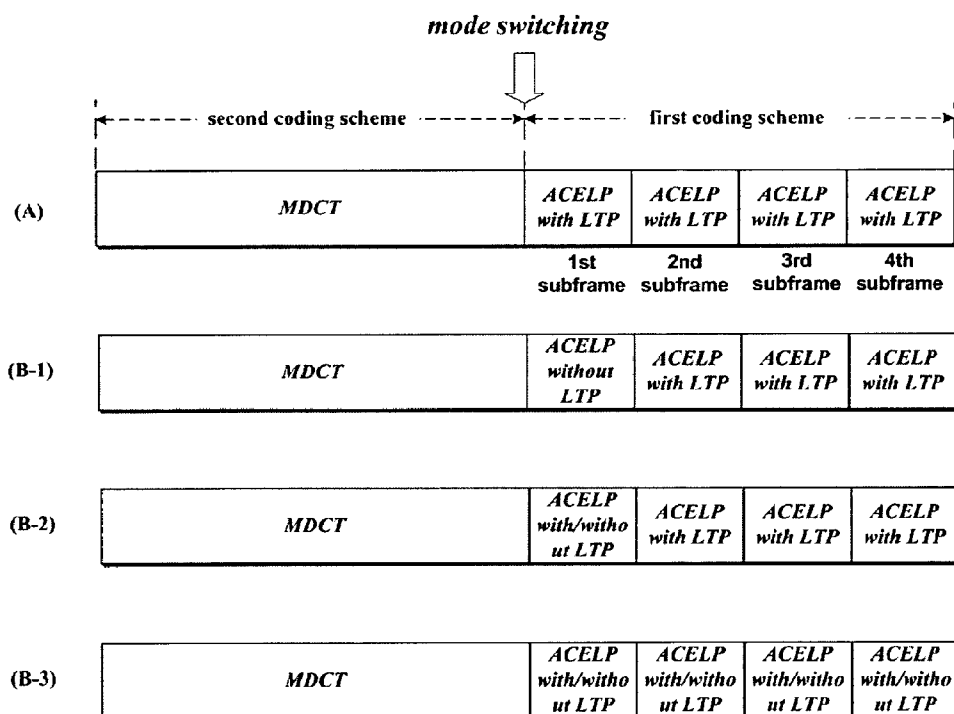 mode switching
second coding scheme
first coding scheme
(A)
MDCT
ACELP with LTP
ACELP with LTP
ACELP with LTP
ACELP with LTP
1st subframe
2nd subframe
3rd subframe
4th subframe
(B-1)
MDCT
ACELP without LTP
ACELP with LTP
ACELP with LTP
ACELP with LTP
(B-2)
MDCT
ACELP with/witho ut LTP
ACELP with LTP
ACELP with LTP
ACELP with LTP
(B-3)
MDCT
ACELP with/witho ut LTP
ACELP with/witho ut LTP
ACELP with/witho ut LTP
ACELP with/witho ut LTP